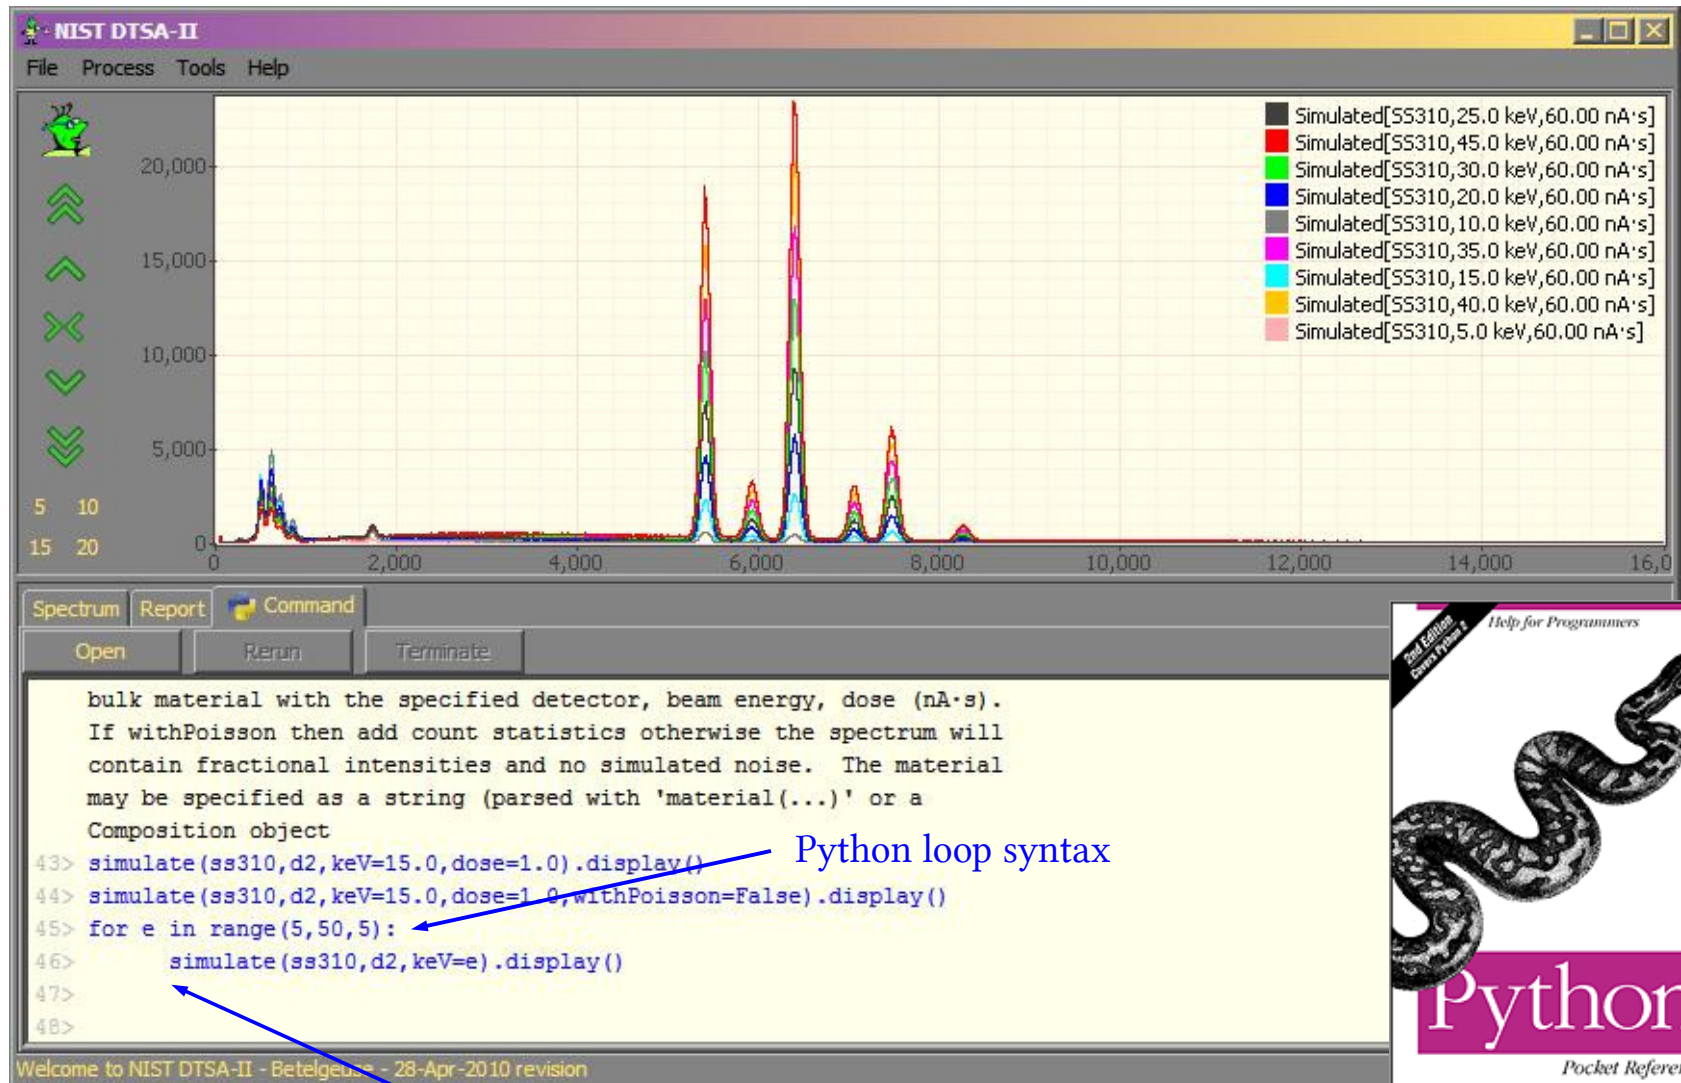 NIST DTSA-II
File Process Tools Help
Simulated[SS310,25.0 keV,60.00 nA·s]
Simulated[SS310,45.0 keV,60.00 nA·s]
Simulated[SS310,30.0 keV,60.00 nA·s]
Simulated[SS310,20.0 keV,60.00 nA·s]
Simulated[SS310,10.0 keV,60.00 nA·s]
Simulated[SS310,35.0 keV,60.00 nA·s]
Simulated[SS310,15.0 keV,60.00 nA·s]
Simulated[SS310,40.0 keV,60.00 nA·s]
Simulated[SS310,5.0 keV,60.00 nA·s]
20,000
15,000
10,000
5,000
0
5 10
15 20
0 2,000 4,000 6,000 8,000 10,000 12,000 14,000 16,0
Spectrum Report Command
Open Rerun Terminate
bulk material with the specified detector, beam energy, dose (nA·s).
If withPoisson then add count statistics otherwise the spectrum will
contain fractional intensities and no simulated noise. The material
may be specified as a string (parsed with 'material(...)' or a
Composition object
43> simulate(ss310,d2,keV=15.0,dose=1.0).display()
Python loop syntax
44> simulate(ss310,d2,keV=15.0,dose=1.0,withPoisson=False).display()
45> for e in range(5,50,5):
46> simulate(ss310,d2,keV=e).display()
47>
48>
Welcome to NIST DTSA-II - Betelgeuse - 28-Apr-2010 revision
Help for Programmers
2nd Edition
Covers Python 2
Python
Pocket Refere